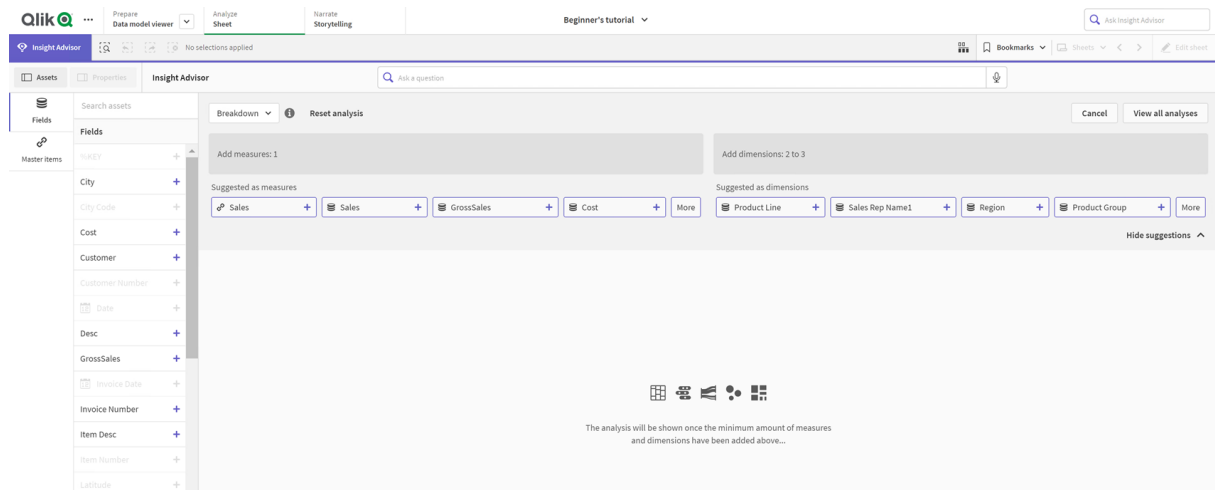 Qlik
Prepare
Data model viewer
Analyze
Sheet
Narrate
Storytelling
Beginner's tutorial
Ask Insight Advisor
Insight Advisor
No selections applied
Bookmarks
Sheets
Edit sheet
Assets
Properties
Insight Advisor
Ask a question
Fields
Master items
Search assets
Fields
%KEY
City
City Code
Cost
Customer
Customer Number
Date
Desc
GrossSales
Invoice Date
Invoice Number
Item Desc
Item Number
Latitude
Breakdown
Reset analysis
Cancel
View all analyses
Add measures: 1
Add dimensions: 2 to 3
Suggested as measures
Sales
Sales
GrossSales
Cost
More
Suggested as dimensions
Product Line
Sales Rep Name1
Region
Product Group
More
Hide suggestions
The analysis will be shown once the minimum amount of measures
and dimensions have been added above...